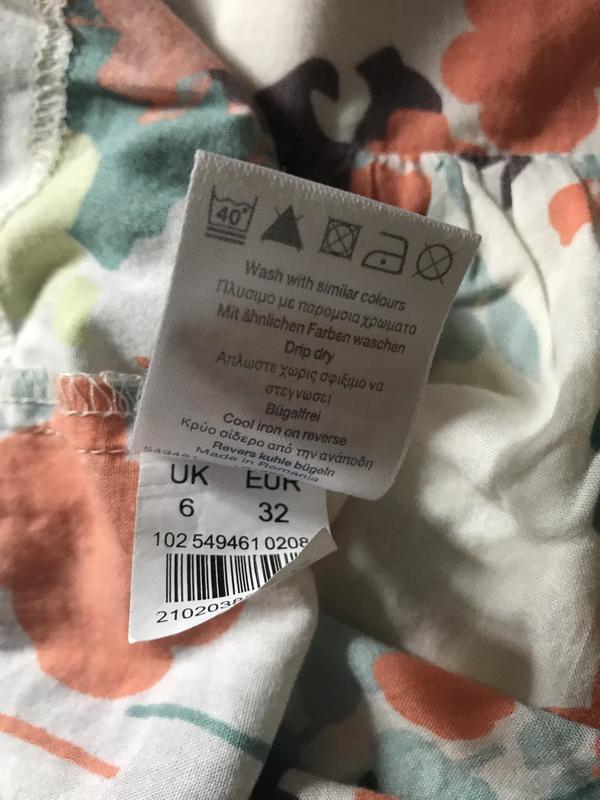 40°
Wash with similar colours
Πλυσιμο με παρομοια χρωματα
Mit ähnlichen Farben waschen
Drip dry
Απλωστε χωρις σφιξιμο να
στεγνωσει
Bügelfrei
Cool iron on reverse
Κρύο σίδερο από την ανάποδη
Revers kuhle bügeln
549461 Made in Romania
UK EUR
6 32
102 549461 0208
2102038